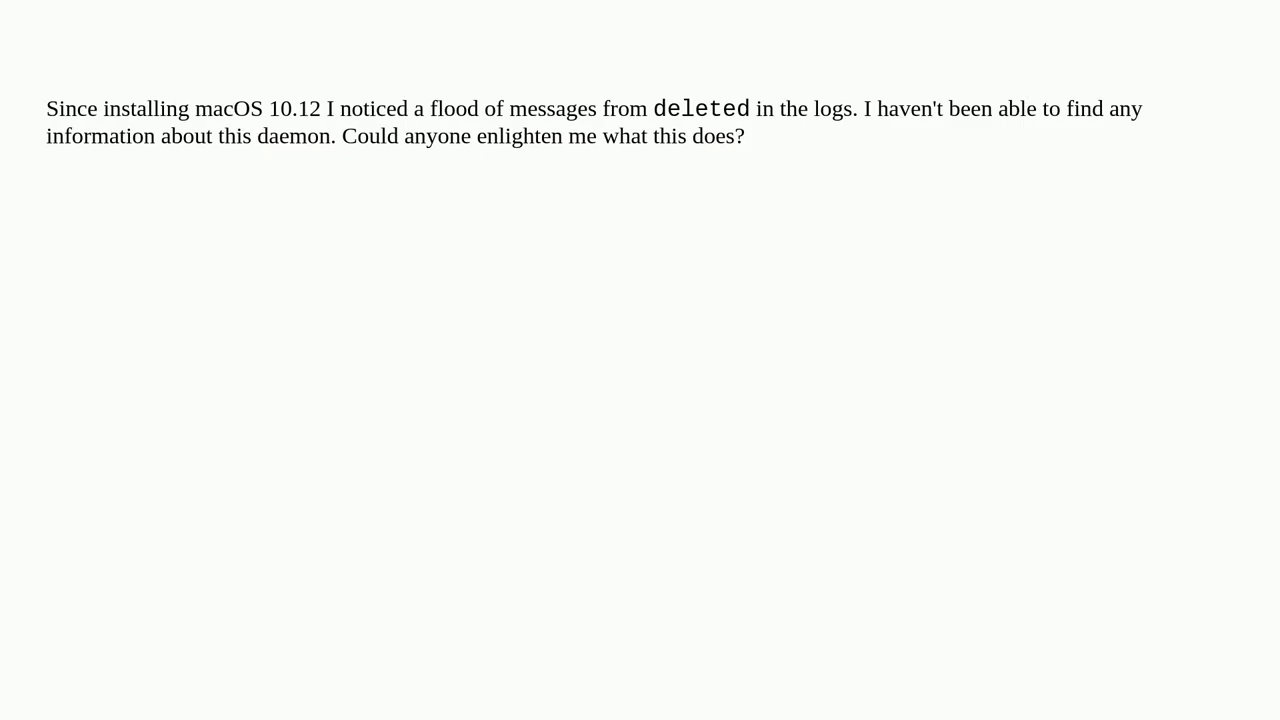 Since installing macOS 10.12 I noticed a flood of messages from deleted in the logs. I haven't been able to find any
information about this daemon. Could anyone enlighten me what this does?